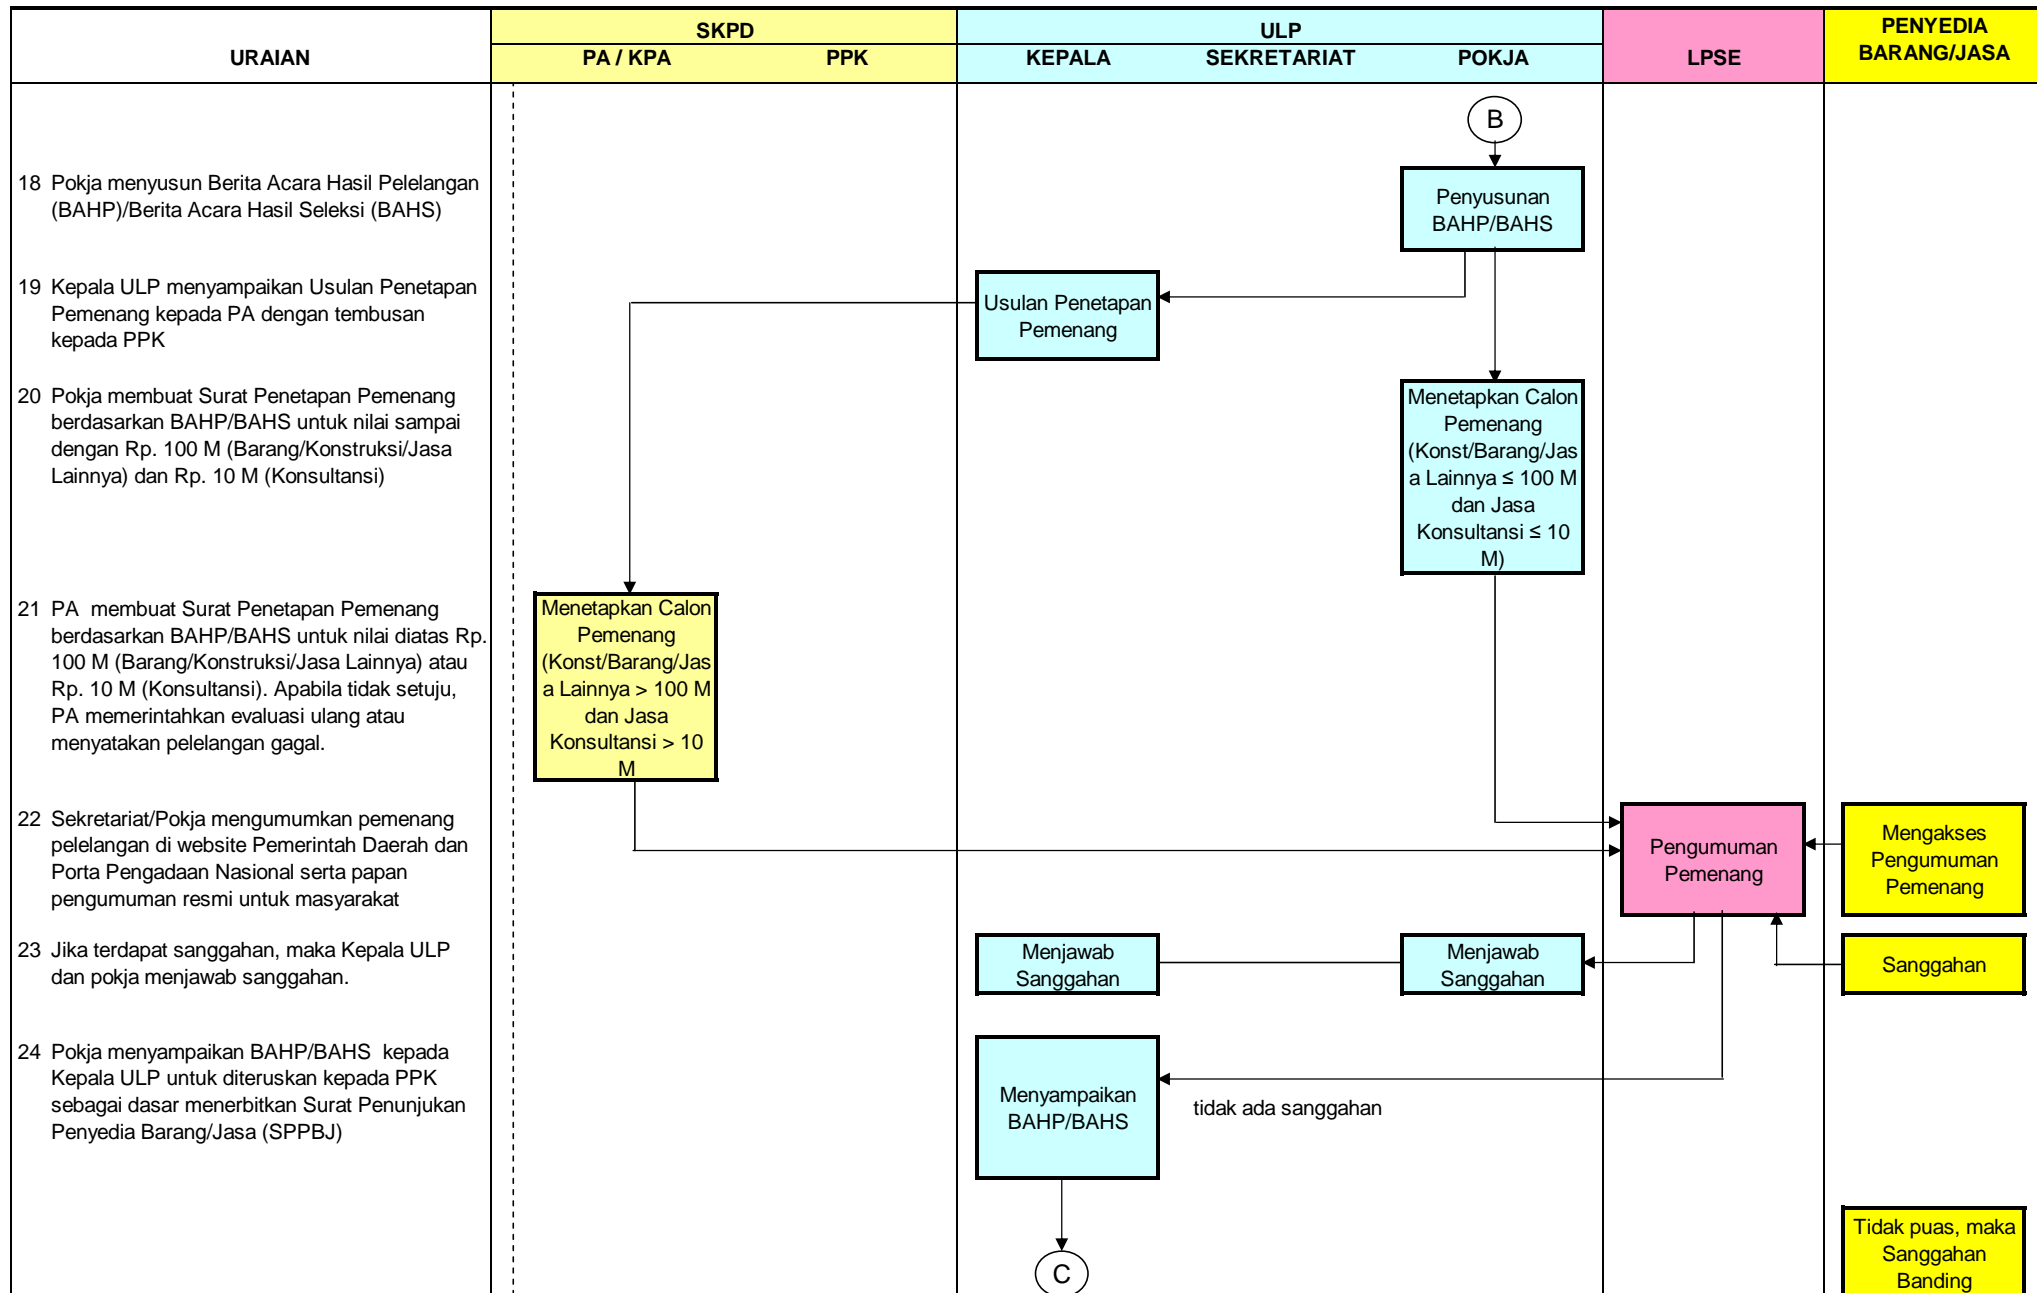 URAIAN
SKPD
PA / KPA
PPK
ULP
KEPALA
SEKRETARIAT
POKJA
LPSE
PENYEDIA
BARANG/JASA
B
18 Pokja menyusun Berita Acara Hasil Pelelangan
(BAHP)/Berita Acara Hasil Seleksi (BAHS)
Penyusunan
BAHP/BAHS
19 Kepala ULP menyampaikan Usulan Penetapan
Pemenang kepada PA dengan tembusan
kepada PPK
Usulan Penetapan
Pemenang
20 Pokja membuat Surat Penetapan Pemenang
berdasarkan BAHP/BAHS untuk nilai sampai
dengan Rp. 100 M (Barang/Konstruksi/Jasa
Lainnya) dan Rp. 10 M (Konsultansi)
Menetapkan Calon
Pemenang
(Konst/Barang/Jas
a Lainnya ≤ 100 M
dan Jasa
Konsultansi ≤ 10
M)
21 PA membuat Surat Penetapan Pemenang
berdasarkan BAHP/BAHS untuk nilai diatas Rp.
100 M (Barang/Konstruksi/Jasa Lainnya) atau
Rp. 10 M (Konsultansi). Apabila tidak setuju,
PA memerintahkan evaluasi ulang atau
menyatakan pelelangan gagal.
Menetapkan Calon
Pemenang
(Konst/Barang/Jas
a Lainnya > 100 M
dan Jasa
Konsultansi > 10
M
22 Sekretariat/Pokja mengumumkan pemenang
pelelangan di website Pemerintah Daerah dan
Porta Pengadaan Nasional serta papan
pengumuman resmi untuk masyarakat
Pengumuman
Pemenang
Mengakses
Pengumuman
Pemenang
23 Jika terdapat sanggahan, maka Kepala ULP
dan pokja menjawab sanggahan.
Menjawab
Sanggahan
Menjawab
Sanggahan
Sanggahan
24 Pokja menyampaikan BAHP/BAHS kepada
Kepala ULP untuk diteruskan kepada PPK
sebagai dasar menerbitkan Surat Penunjukan
Penyedia Barang/Jasa (SPPBJ)
Menyampaikan
BAHP/BAHS
tidak ada sanggahan
C
Tidak puas, maka
Sanggahan
Banding